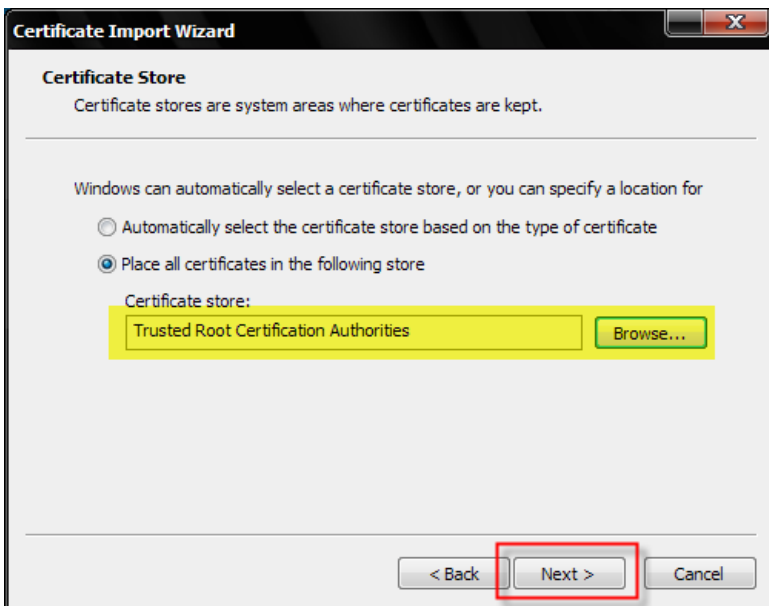 Certificate Import Wizard
Certificate Store
Certificate stores are system areas where certificates are kept.
Windows can automatically select a certificate store, or you can specify a location for
Automatically select the certificate store based on the type of certificate
Place all certificates in the following store
Certificate store:
Trusted Root Certification Authorities
Browse...
< Back
Next >
Cancel